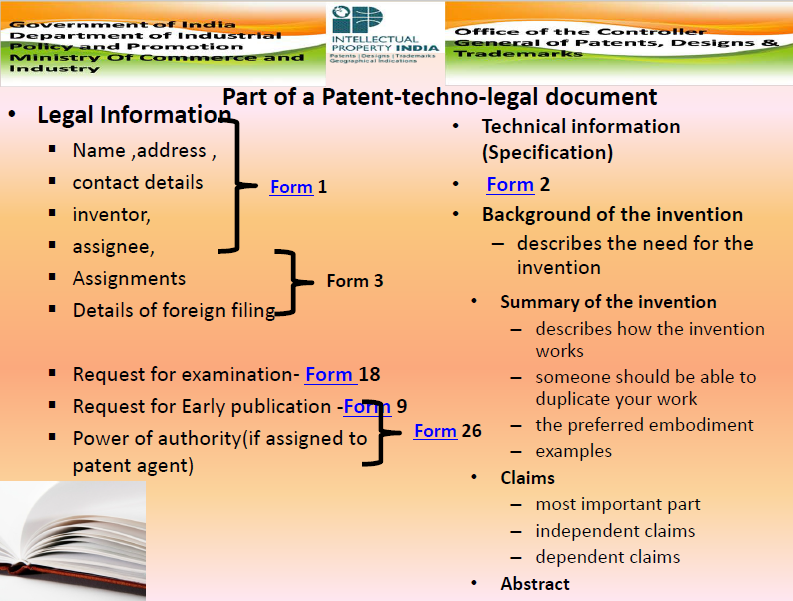 Government of India
Department of Industrial
Policy and Promotion
Ministry Of Commerce and
Industry
INTELLECTUAL
PROPERTY INDIA
Patents | Designs | Trademarks
Geographical Indications
Office of the Controller
General of Patents, Designs &
Trademarks
Part of a Patent-techno-legal document
• Legal Information
▪ Name ,address ,
▪ contact details
▪ inventor,
▪ assignee,
Form 1
▪ Assignments
▪ Details of foreign filing
Form 3
▪ Request for examination- Form 18
▪ Request for Early publication -Form 9
▪ Power of authority(if assigned to
patent agent)
Form 26
• Technical information
(Specification)
• Form 2
• Background of the invention
– describes the need for the
invention
• Summary of the invention
– describes how the invention
works
– someone should be able to
duplicate your work
– the preferred embodiment
– examples
• Claims
– most important part
– independent claims
– dependent claims
• Abstract